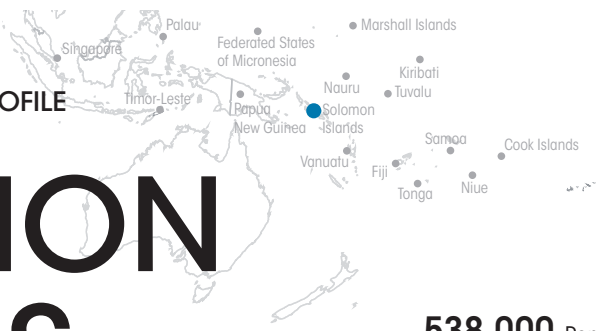 Palau
Marshall Islands
Singapore
Federated States
of Micronesia
Kiribati
Nauru
Tuvalu
OFILE
Timor-Leste
Papua
New Guinea
Solomon
Islands
Samoa
Cook Islands
Vanuatu
Fiji
Tonga
Niue
ION
538,000